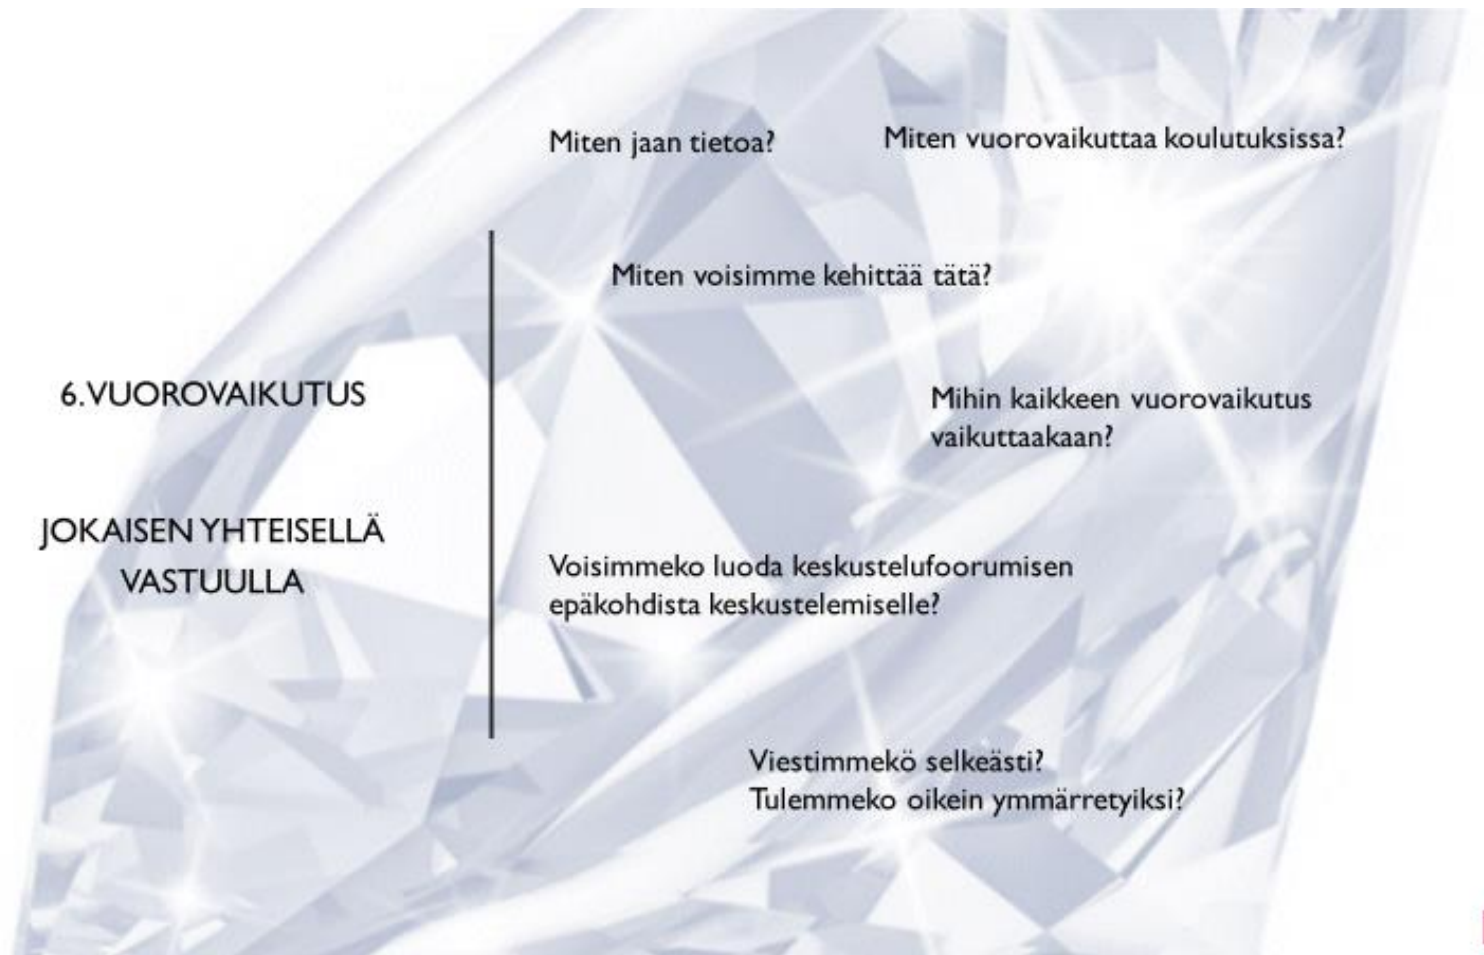 Miten jaan tietoa?
Miten vuorovaikuttaa koulutuksissa?
Miten voisimme kehittää tätä?
6.VUOROVAIKUTUS
JOKAISEN YHTEISELLÄ
VASTUULLA
Mihin kaikkeen vuorovaikutus
vaikuttaakaan?
Voisimmeko luoda keskustelufoorumisen
epäkohdista keskustelemiselle?
Viestimmekö selkeästi?
Tulemmeko oikein ymmärretyiksi?